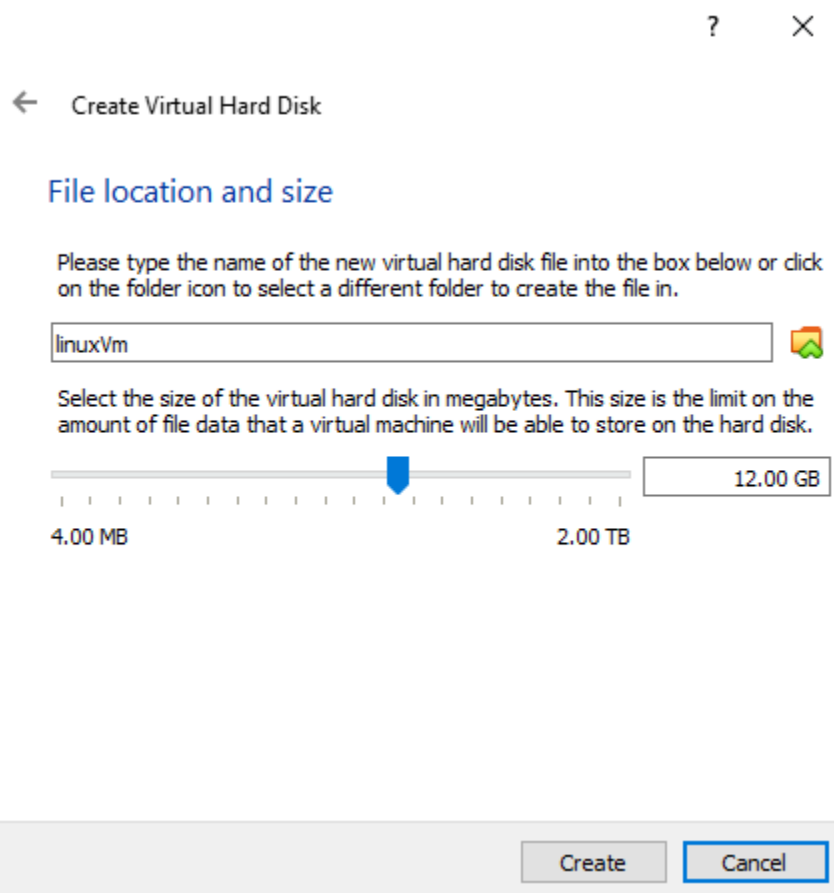 ?
Create Virtual Hard Disk
File location and size
Please type the name of the new virtual hard disk file into the box below or click
on the folder icon to select a different folder to create the file in.
linuxVm
Select the size of the virtual hard disk in megabytes. This size is the limit on the
amount of file data that a virtual machine will be able to store on the hard disk.
12.00 GB
4.00 MB 2.00 TB
Create Cancel